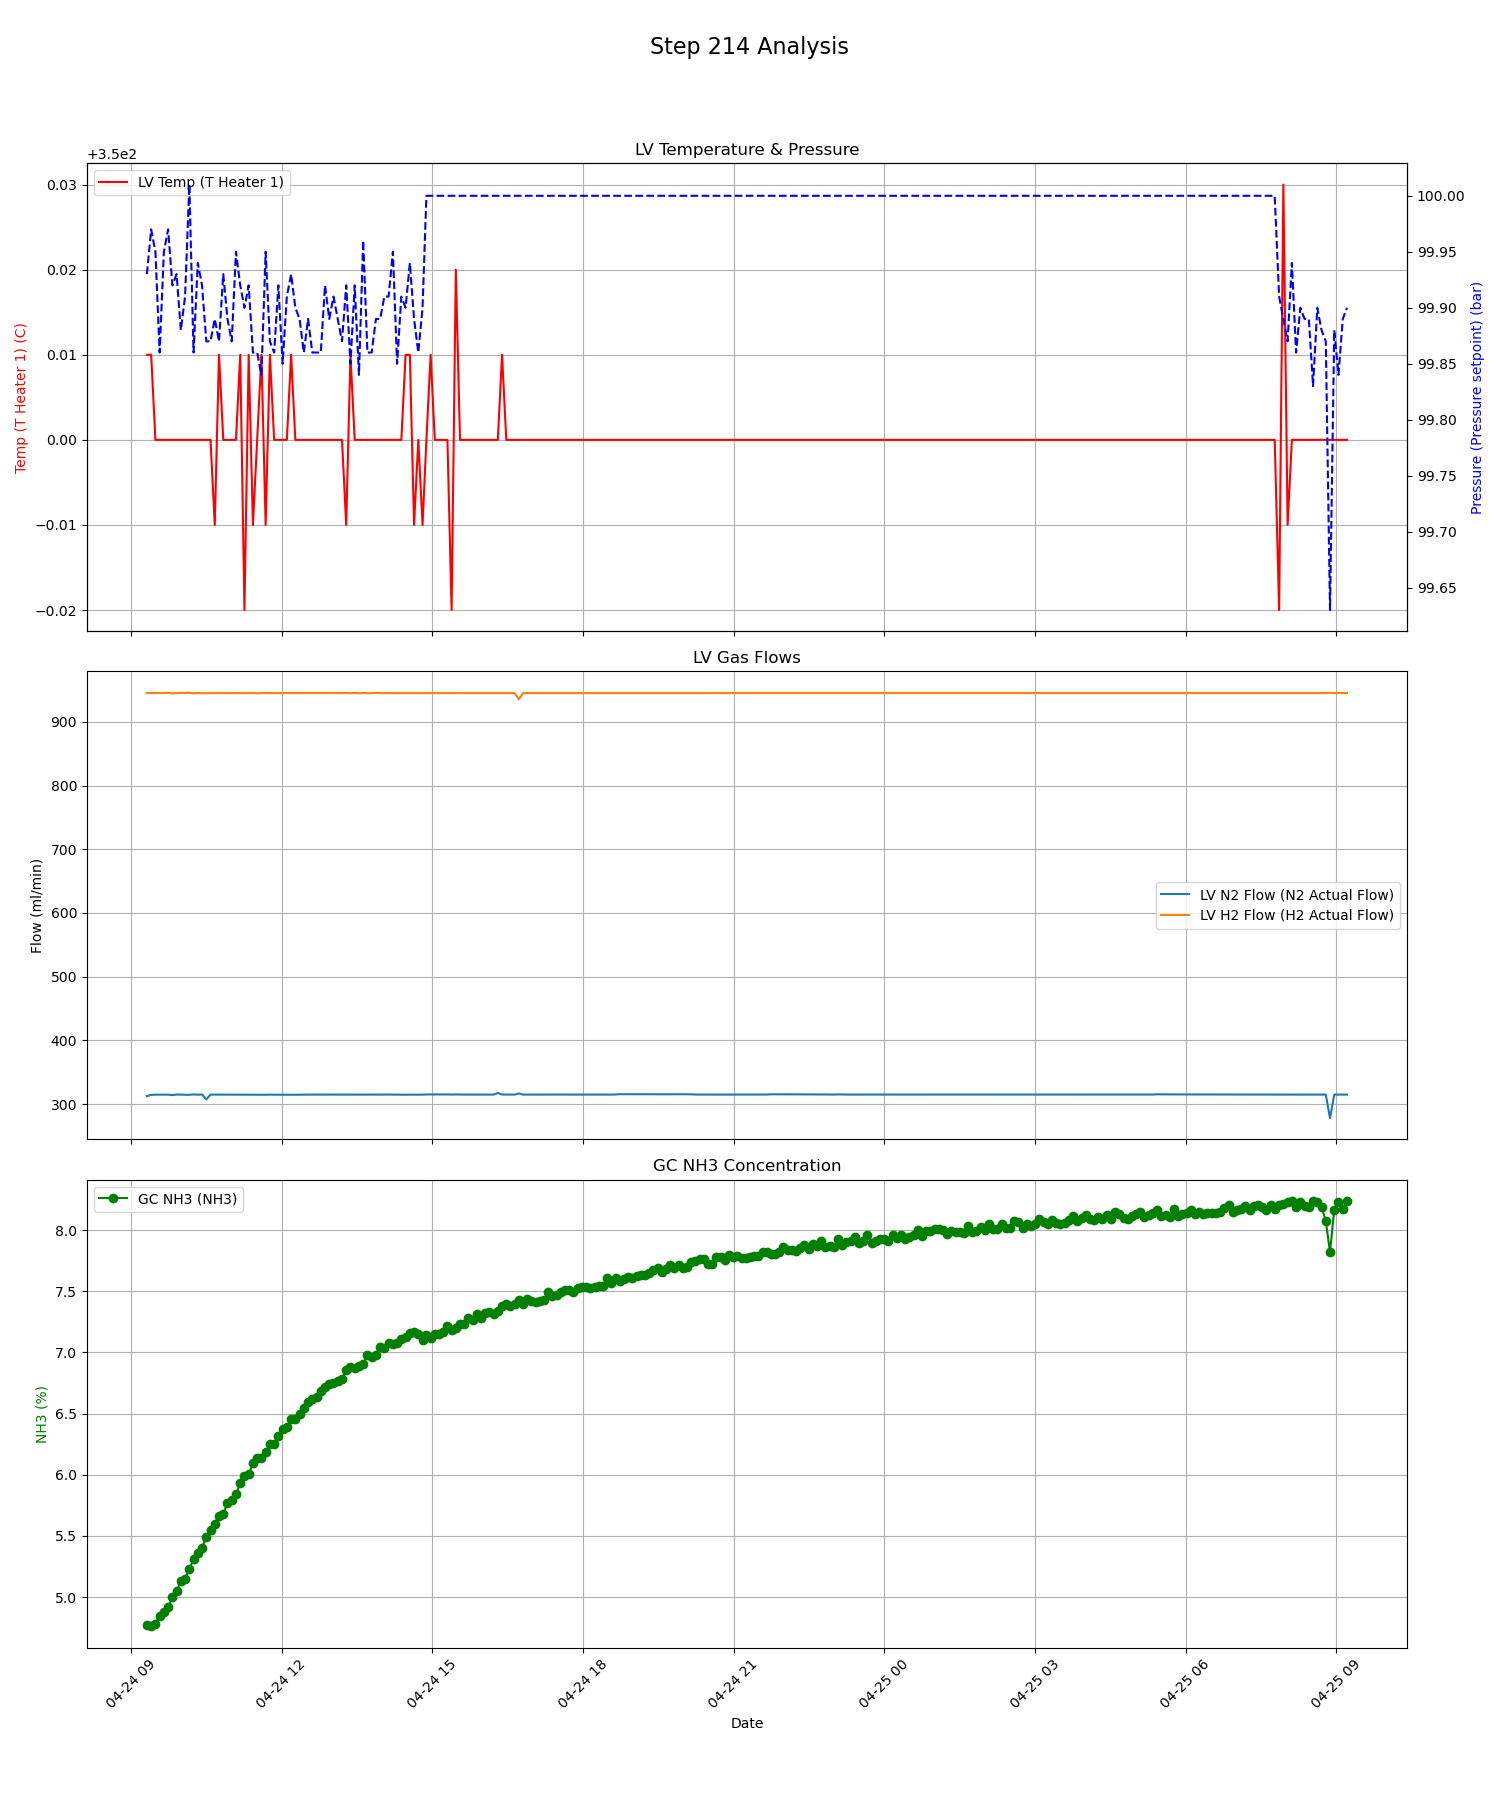 Step 214 Analysis
LV Temperature & Pressure
+3.5e2
LV Temp (T Heater 1)
0.03
0.02
0.01
0.00
−0.01
−0.02
Temp (T Heater 1) (C)
100.00
99.95
99.90
99.85
99.80
99.75
99.70
99.65
Pressure (Pressure setpoint) (bar)
LV Gas Flows
900
800
700
600
500
400
300
Flow (ml/min)
LV N2 Flow (N2 Actual Flow)
LV H2 Flow (H2 Actual Flow)
GC NH3 Concentration
GC NH3 (NH3)
8.0
7.5
7.0
6.5
6.0
5.5
5.0
NH3 (%)
04-24 09
04-24 12
04-24 15
04-24 18
04-24 21
04-25 00
04-25 03
04-25 06
04-25 09
Date